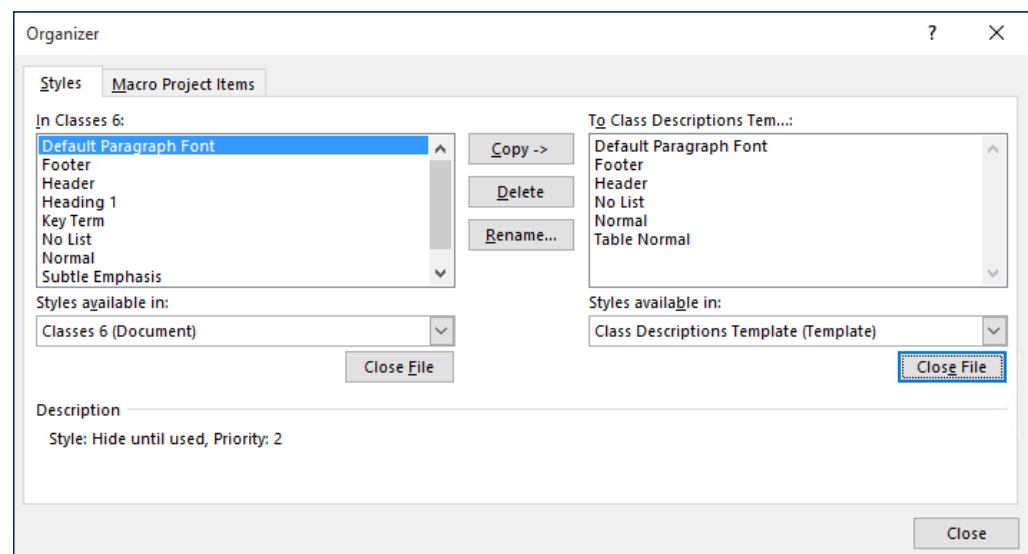 Organizer
?
Styles
Macro Project Items
In Classes 6:
Default Paragraph Font
Footer
Header
Heading 1
Key Term
No List
Normal
Subtle Emphasis
Styles available in:
Classes 6 (Document)
Close File
Copy ->
Delete
Rename...
To Class Descriptions Tem...:
Default Paragraph Font
Footer
Header
No List
Normal
Table Normal
Styles available in:
Class Descriptions Template (Template)
Close File
Description
Style: Hide until used, Priority: 2
Close